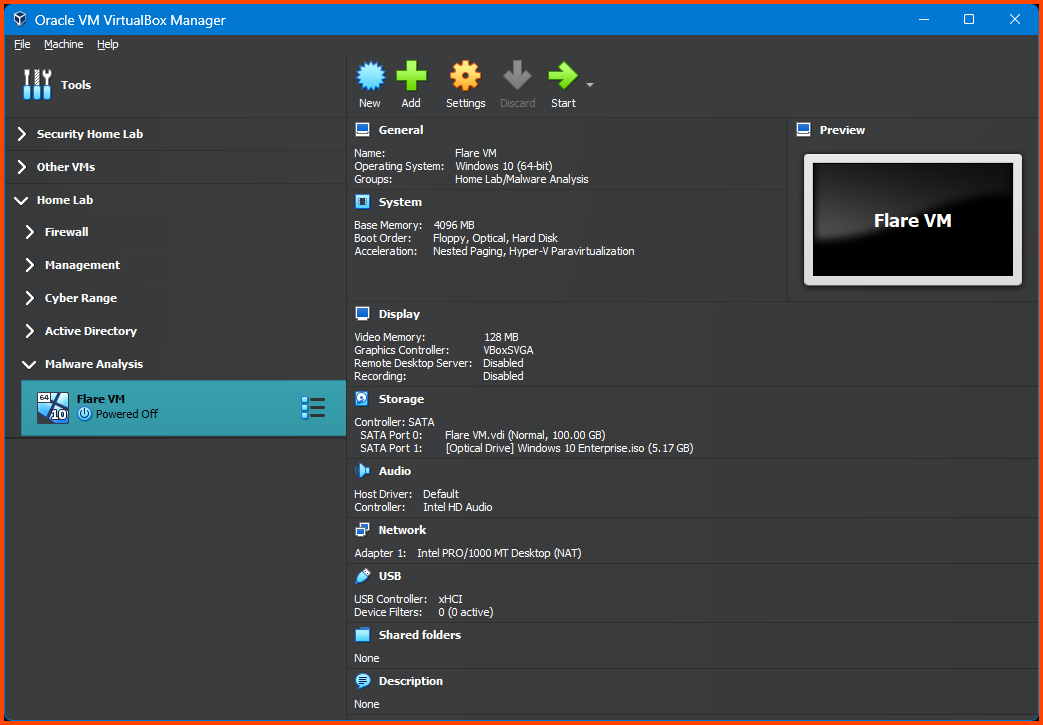 Oracle VM VirtualBox Manager
File Machine Help
Tools
New Add Settings Discard Start
Security Home Lab
Other VMs
Home Lab
Firewall
Management
Cyber Range
Active Directory
Malware Analysis
64
10
Flare VM
Powered Off
General
Name: Flare VM
Operating System: Windows 10 (64-bit)
Groups: Home Lab/Malware Analysis
System
Base Memory: 4096 MB
Boot Order: Floppy, Optical, Hard Disk
Acceleration: Nested Paging, Hyper-V Paravirtualization
Preview
Flare VM
Display
Video Memory: 128 MB
Graphics Controller: VBoxSVGA
Remote Desktop Server: Disabled
Recording: Disabled
Storage
Controller: SATA
SATA Port 0: Flare VM.vdi (Normal, 100.00 GB)
SATA Port 1: [Optical Drive] Windows 10 Enterprise.iso (5.17 GB)
Audio
Host Driver: Default
Controller: Intel HD Audio
Network
Adapter 1: Intel PRO/1000 MT Desktop (NAT)
USB
USB Controller: xHCI
Device Filters: 0 (0 active)
Shared folders
None
Description
None